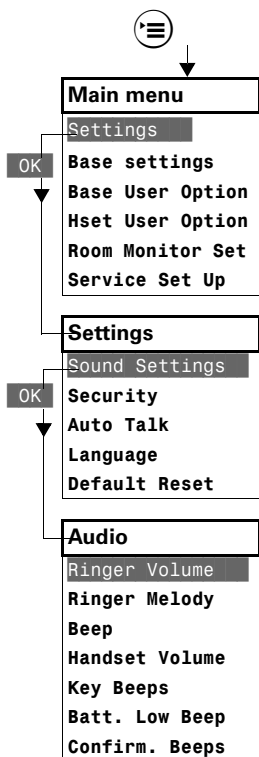 Main menu
Settings
OK
Base settings
Base User Option
Hset User Option
Room Monitor Set
Service Set Up
Settings
Sound Settings
OK
Security
Auto Talk
Language
Default Reset
Audio
Ringer Volume
Ringer Melody
Beep
Handset Volume
Key Beeps
Batt. Low Beep
Confirm. Beeps